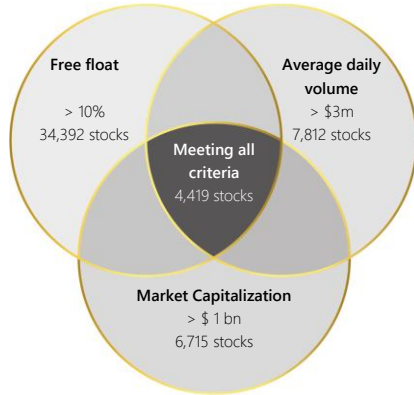 Free float
> 10%
34,392 stocks
Average daily
volume
> $3m
7,812 stocks
Meeting all
criteria
4,419 stocks
Market Capitalization
> $ 1 bn
6,715 stocks